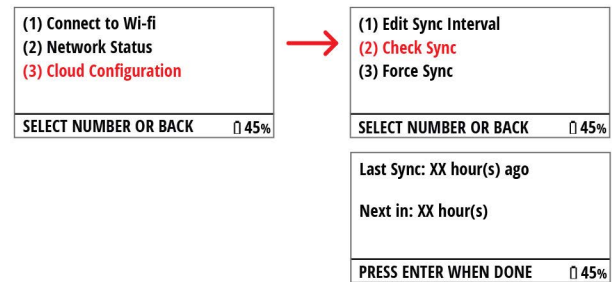 (1) Connect to Wi-fi
(2) Network Status
(3) Cloud Configuration
SELECT NUMBER OR BACK 45%
(1) Edit Sync Interval
(2) Check Sync
(3) Force Sync
SELECT NUMBER OR BACK 45%
Last Sync: XX hour(s) ago
Next in: XX hour(s)
PRESS ENTER WHEN DONE 45%